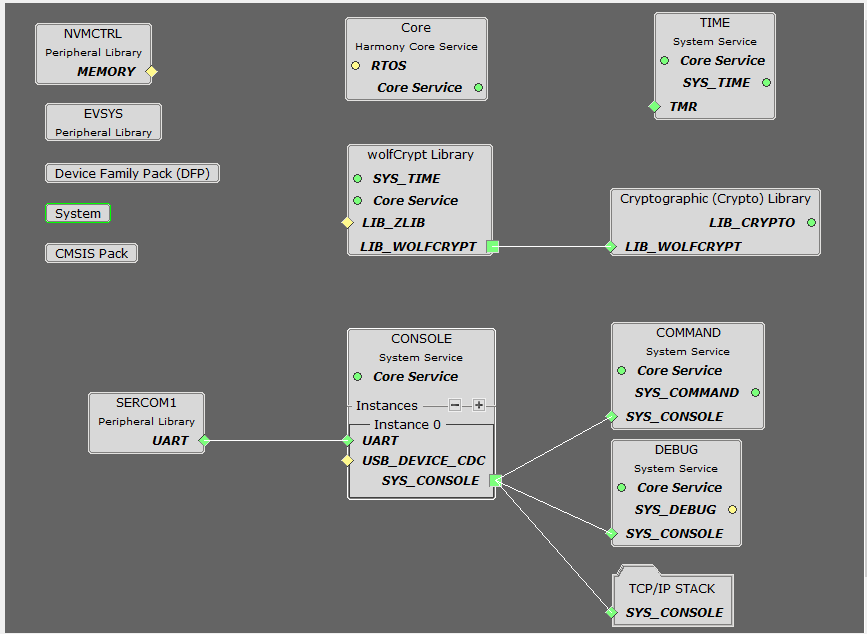 NVMCTRL
Peripheral Library
MEMORY
EVSYS
Peripheral Library
Device Family Pack (DFP)
System
CMSIS Pack
Core
Harmony Core Service
RTOS
Core Service
TIME
System Service
Core Service
SYS_TIME
TMR
wolfCrypt Library
SYS_TIME
Core Service
LIB_ZLIB
LIB_WOLFCRYPT
Cryptographic (Crypto) Library
LIB_CRYPTO
LIB_WOLFCRYPT
SERCOM1
Peripheral Library
UART
CONSOLE
System Service
Core Service
Instances
Instance 0
UART
USB_DEVICE_CDC
SYS_CONSOLE
COMMAND
System Service
Core Service
SYS_COMMAND
SYS_CONSOLE
DEBUG
System Service
Core Service
SYS_DEBUG
SYS_CONSOLE
TCP/IP STACK
SYS_CONSOLE